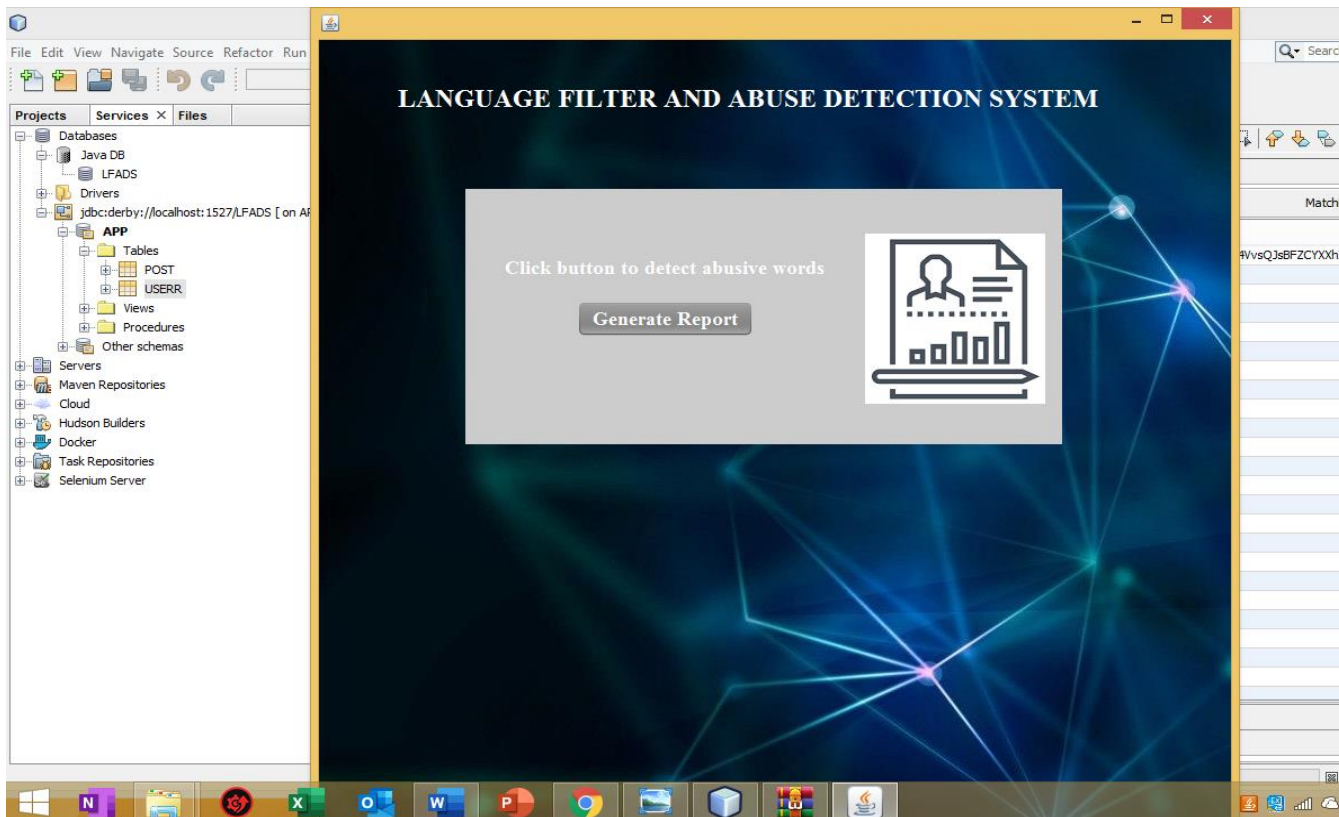 File Edit View Navigate Source Refactor Run
Searc
Projects Services × Files
Databases
Java DB
LFADS
Drivers
jdbc:derby://localhost:1527/LFADS [ on AP
APP
Tables
POST
USERR
Views
Procedures
Other schemas
Servers
Maven Repositories
Cloud
Hudson Builders
Docker
Task Repositories
Selenium Server
LANGUAGE FILTER AND ABUSE DETECTION SYSTEM
Click button to detect abusive words
Generate Report
Match